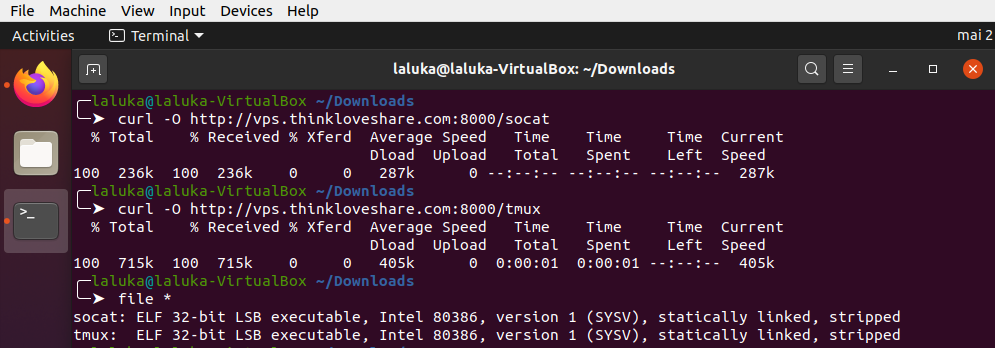 File Machine View Input Devices Help
Activities Terminal mai 2
laluka@laluka-VirtualBox: ~/Downloads
laluka@laluka-VirtualBox ~/Downloads
➤ curl -O http://vps.thinkloveshare.com:8000/socat
% Total % Received % Xferd Average Speed Time Time Time Current
Dload Upload Total Spent Left Speed
100 236k 100 236k 0 0 287k 0 --:--:-- --:--:-- --:--:-- 287k
laluka@laluka-VirtualBox ~/Downloads
➤ curl -O http://vps.thinkloveshare.com:8000/tmux
% Total % Received % Xferd Average Speed Time Time Time Current
Dload Upload Total Spent Left Speed
100 715k 100 715k 0 0 405k 0 0:00:01 0:00:01 --:--:-- 405k
laluka@laluka-VirtualBox ~/Downloads
➤ file *
socat: ELF 32-bit LSB executable, Intel 80386, version 1 (SYSV), statically linked, stripped
tmux: ELF 32-bit LSB executable, Intel 80386, version 1 (SYSV), statically linked, stripped